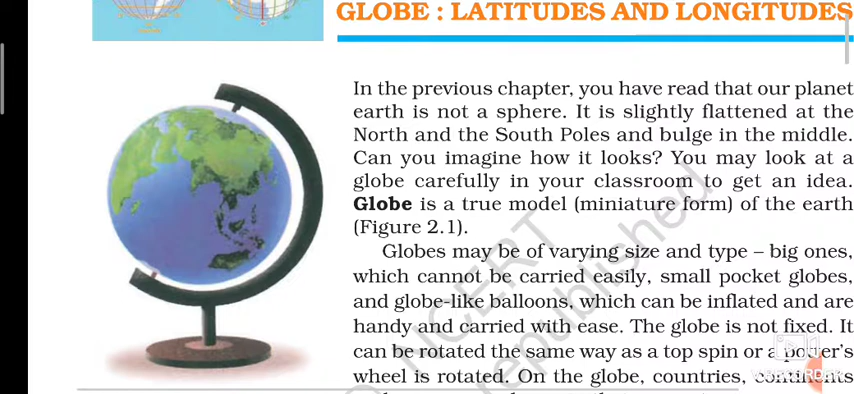 GLOBE : LATITUDES AND LONGITUDES
In the previous chapter, you have read that our planet
earth is not a sphere. It is slightly flattened at the
North and the South Poles and bulge in the middle.
Can you imagine how it looks? You may look at a
globe carefully in your classroom to get an idea.
Globe is a true model (miniature form) of the earth
(Figure 2.1).
Globes may be of varying size and type – big ones,
which cannot be carried easily, small pocket globes,
and globe-like balloons, which can be inflated and are
handy and carried with ease. The globe is not fixed. It
can be rotated the same way as a top spin or a potter's
wheel is rotated. On the globe, countries, continents
NCERT
republished
RECORDER